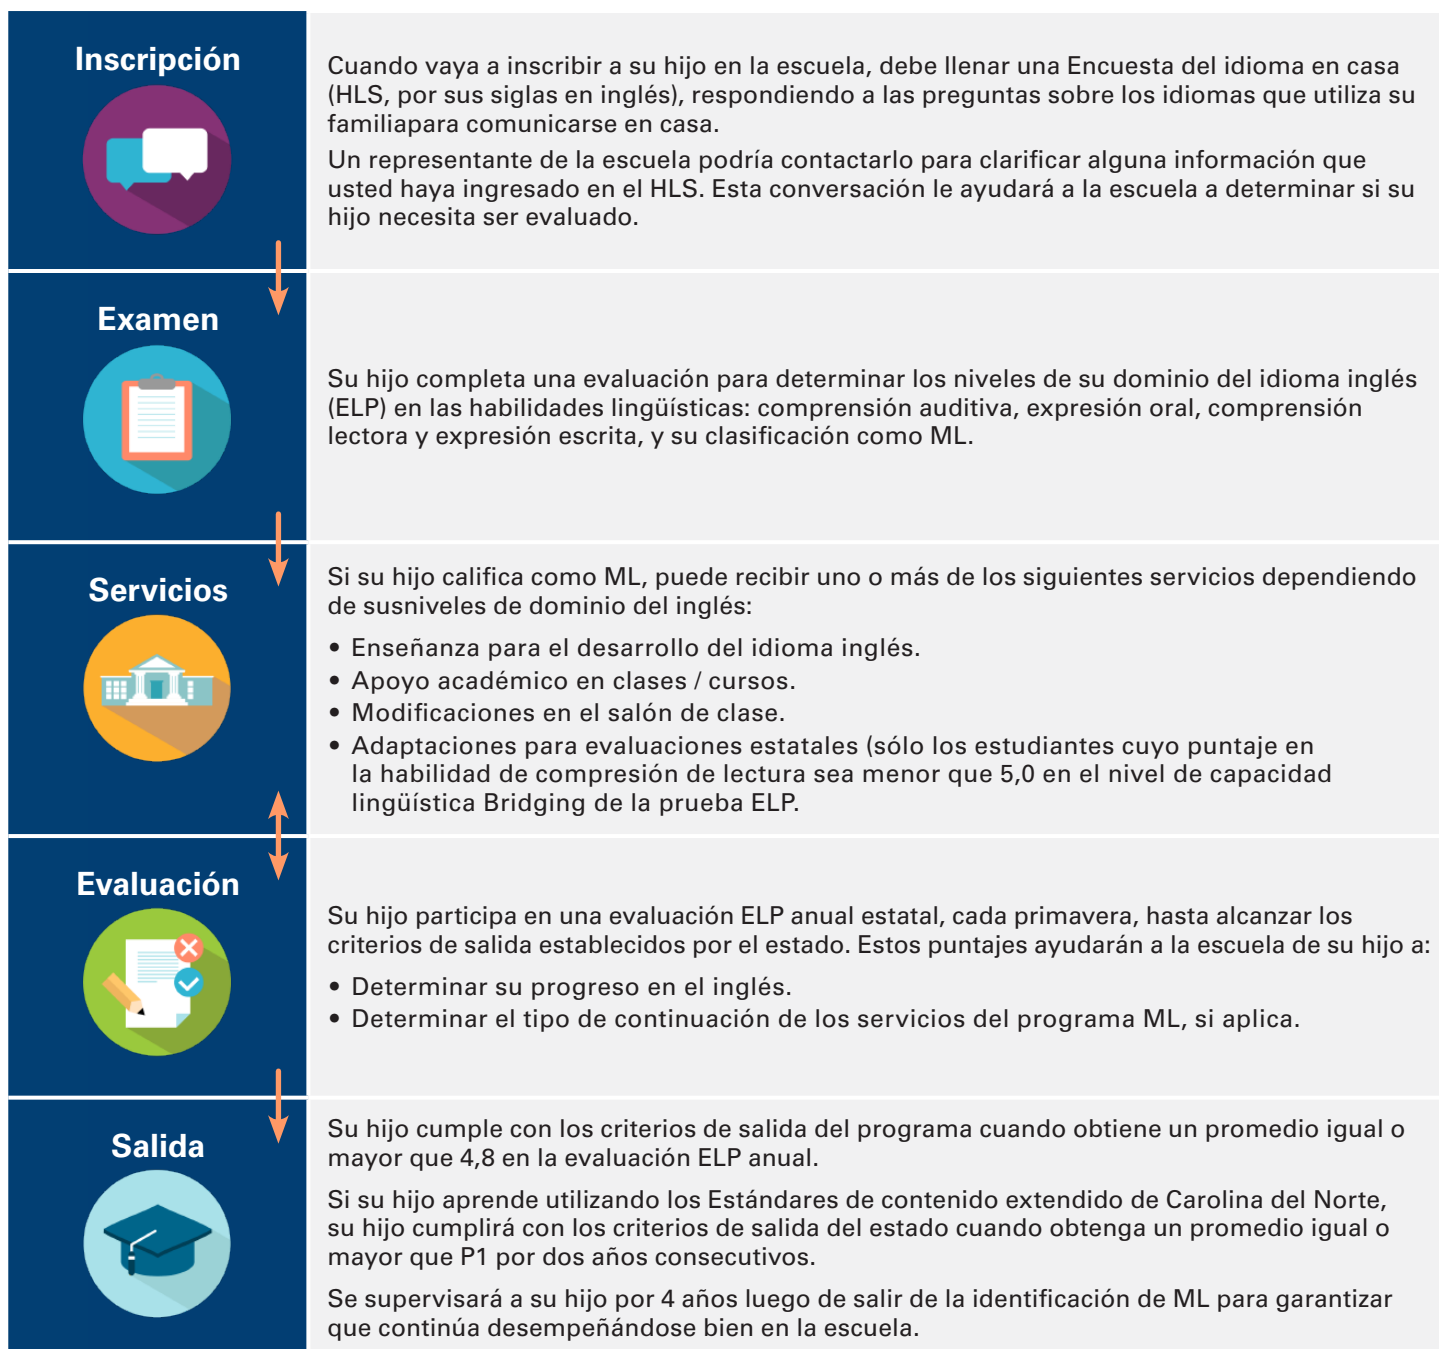 Inscripción
Cuando vaya a inscribir a su hijo en la escuela, debe llenar una Encuesta del idioma en casa
(HLS, por sus siglas en inglés), respondiendo a las preguntas sobre los idiomas que utiliza su
familiapara comunicarse en casa.
Un representante de la escuela podría contactarlo para clarificar alguna información que
usted haya ingresado en el HLS. Esta conversación le ayudará a la escuela a determinar si su
hijo necesita ser evaluado.
Examen
Su hijo completa una evaluación para determinar los niveles de su dominio del idioma inglés
(ELP) en las habilidades lingüísticas: comprensión auditiva, expresión oral, comprensión
lectora y expresión escrita, y su clasificación como ML.
Servicios
Si su hijo califica como ML, puede recibir uno o más de los siguientes servicios dependiendo
de susniveles de dominio del inglés:
• Enseñanza para el desarrollo del idioma inglés.
• Apoyo académico en clases / cursos.
• Modificaciones en el salón de clase.
• Adaptaciones para evaluaciones estatales (sólo los estudiantes cuyo puntaje en
la habilidad de compresión de lectura sea menor que 5,0 en el nivel de capacidad
lingüística Bridging de la prueba ELP.
Evaluación
Su hijo participa en una evaluación ELP anual estatal, cada primavera, hasta alcanzar los
criterios de salida establecidos por el estado. Estos puntajes ayudarán a la escuela de su hijo a:
• Determinar su progreso en el inglés.
• Determinar el tipo de continuación de los servicios del programa ML, si aplica.
Salida
Su hijo cumple con los criterios de salida del programa cuando obtiene un promedio igual o
mayor que 4,8 en la evaluación ELP anual.
Si su hijo aprende utilizando los Estándares de contenido extendido de Carolina del Norte,
su hijo cumplirá con los criterios de salida del estado cuando obtenga un promedio igual o
mayor que P1 por dos años consecutivos.
Se supervisará a su hijo por 4 años luego de salir de la identificación de ML para garantizar
que continúa desempeñándose bien en la escuela.